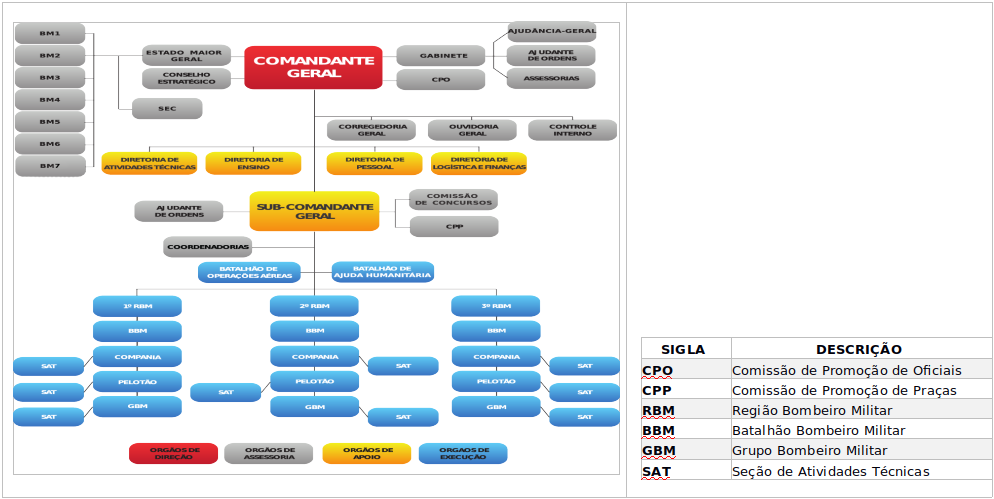 BM1
BM2
BM3
BM4
BM5
BM6
BM7
ESTADO MAIOR
GERAL
CONSELHO
ESTRATÉGICO
SEC
COMANDANTE
GERAL
GABINETE
CPO
AJUDÂNCIA-GERAL
AJUDANTE
DE ORDENS
ASSESSORIAS
CORREGEDORIA
GERAL
OUVIDORIA
GERAL
CONTROLE
INTERNO
DIRETORIA DE
ATIVIDADES TÉCNICAS
DIRETORIA DE
ENSINO
DIRETORIA DE
PESSOAL
DIRETORIA DE
LOGÍSTICA E FINANÇAS
AJUDANTE
DE ORDENS
SUB-COMANDANTE
GERAL
COMISSÃO
DE CONCURSOS
CPP
COORDENADORIAS
BATALHÃO DE
OPERAÇÕES AÉREAS
BATALHÃO DE
AJUDA HUMANITÁRIA
1º RBM
BBM
COMPANIA
PELOTÃO
GBM
SAT
SAT
SAT
2º RBM
BBM
COMPANIA
PELOTÃO
GBM
SAT
SAT
SAT
3º RBM
BBM
COMPANIA
PELOTÃO
GBM
SAT
SAT
SAT
ORGÃOS DE
DIREÇÃO
ORGÃOS DE
ASSESSORIA
ORGÃOS DE
APOIO
ORGÃOS DE
EXECUÇÃO
SIGLA DESCRIÇÃO
CPO Comissão de Promoção de Oficiais
CPP Comissão de Promoção de Praças
RBM Região Bombeiro Militar
BBM Batalhão Bombeiro Militar
GBM Grupo Bombeiro Militar
SAT Seção de Atividades Técnicas